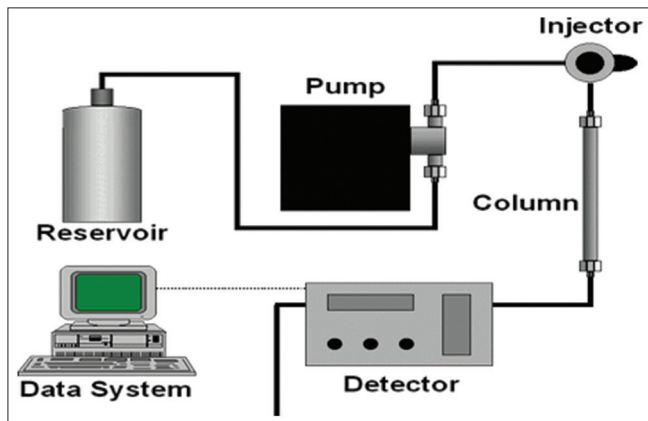 Injector
Pump
Column
Reservoir
Data System
Detector